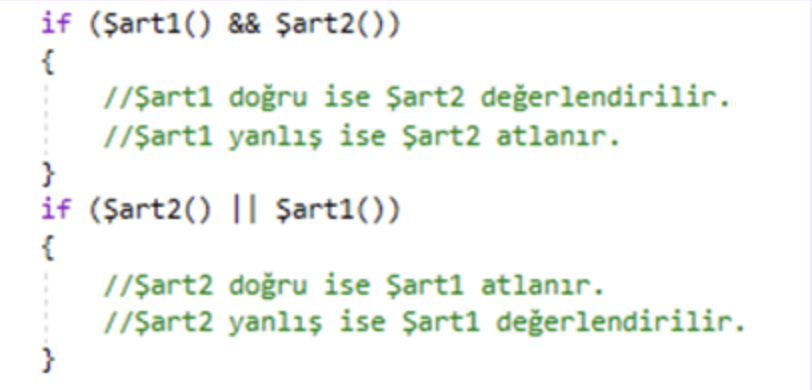 if (Şart1() && Şart2())
{
//Şart1 doğru ise Şart2 değerlendirilir.
//Şart1 yanlış ise Şart2 atlanır.
}
if (Şart2() || Şart1())
{
//Şart2 doğru ise Şart1 atlanır.
//Şart2 yanlış ise Şart1 değerlendirilir.
}